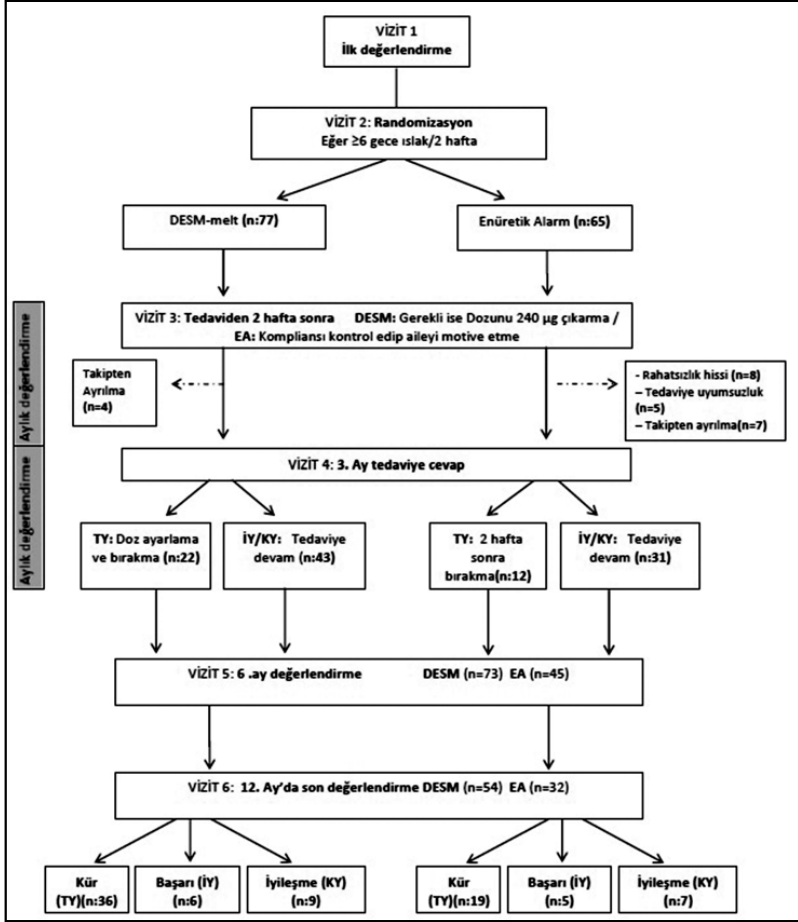 VİZİT 1
İlk değerlendirme
VİZİT 2: Randomizasyon
Eğer ≥6 gece ıslak/2 hafta
DESM-melt (n:77)
Enüretik Alarm (n:65)
Aylık değerlendirme
VİZİT 3: Tedaviden 2 hafta sonra DESM: Gerekli ise Dozunu 240 µg çıkarma /
EA: Kompliansı kontrol edip aileyi motive etme
Takipten
Ayrılma
(n=4)
- Rahatsızlık hissi (n=8)
– Tedaviye uyumsuzluk
(n=5)
– Takipten ayrılma(n=7)
Aylık değerlendirme
VİZİT 4: 3. Ay tedaviye cevap
TY: Doz ayarlama
ve bırakma (n:22)
İY/KY: Tedaviye
devam (n:43)
TY: 2 hafta
sonra
bırakma(n:12)
İY/KY: Tedaviye
devam (n:31)
VİZİT 5: 6 .ay değerlendirme DESM (n=73) EA (n=45)
VİZİT 6: 12. Ay'da son değerlendirme DESM (n=54) EA (n=32)
Kür
(TY)(n:36)
Başarı (İY)
(n:6)
İyileşme (KY)
(n:9)
Kür
(TY)(n:19)
Başarı (İY)
(n:5)
İyileşme (KY)
(n:7)